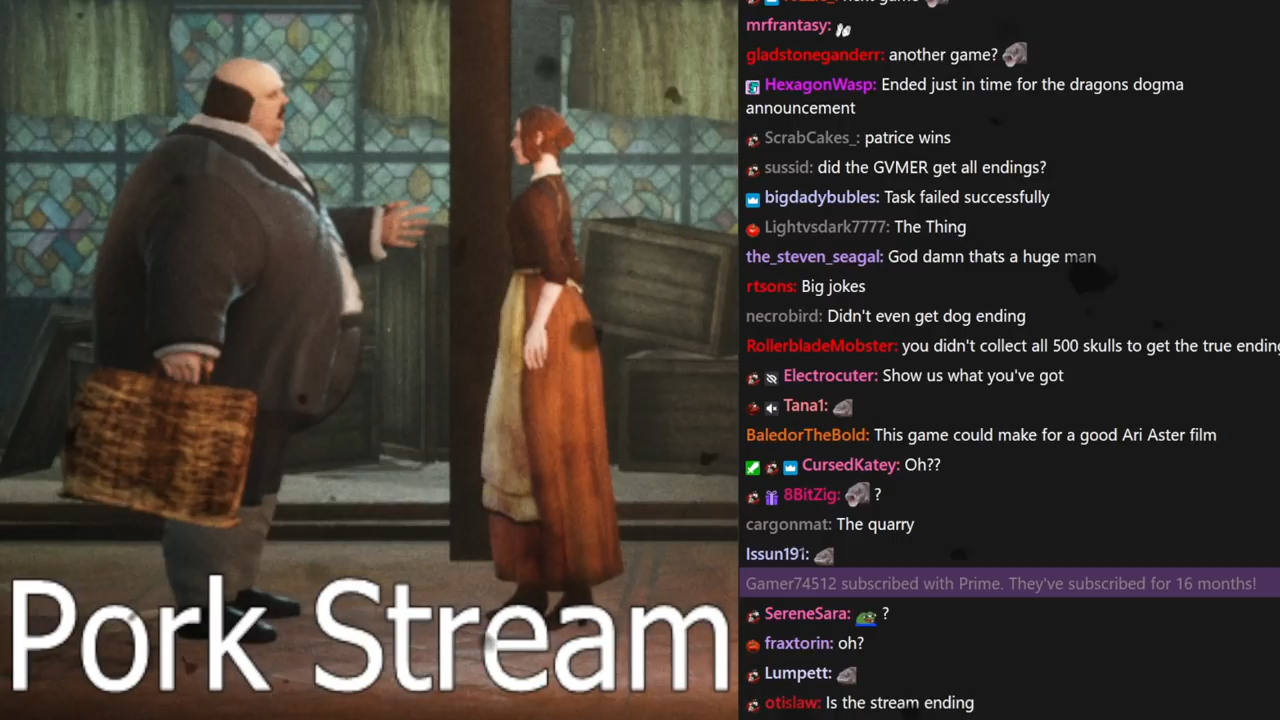 Pork Stream
next game
mrfrantasy:
gladstoneganderr: another game?
HexagonWasp: Ended just in time for the dragons dogma
announcement
ScrabCakes_: patrice wins
sussid: did the GVMER get all endings?
bigdadybubles: Task failed successfully
Lightvsdark7777: The Thing
the_steven_seagal: God damn thats a huge man
rtsons: Big jokes
necrobird: Didn't even get dog ending
RollerbladeMobster: you didn't collect all 500 skulls to get the true ending
Electrocuter: Show us what you've got
Tana1:
BaledorTheBold: This game could make for a good Ari Aster film
CursedKatey: Oh??
8BitZig: ?
cargonmat: The quarry
Issun191:
Gamer74512 subscribed with Prime. They've subscribed for 16 months!
SereneSara: ?
fraxtorin: oh?
Lumpett:
otislaw: Is the stream ending